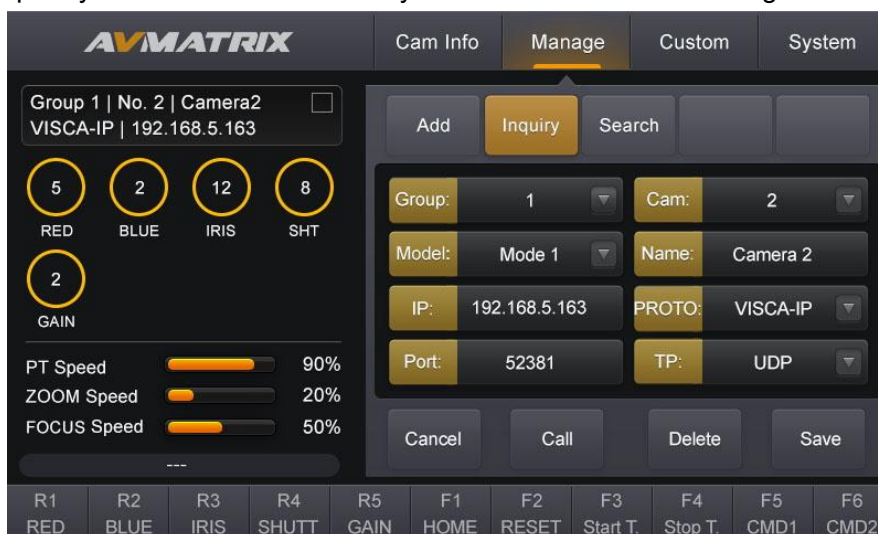 AVMATRIX
Cam Info Manage Custom System
Group 1 | No. 2 | Camera2
VISCA-IP | 192.168.5.163
Add Inquiry Search
5 2 12 8
RED BLUE IRIS SHT
2
GAIN
Group: 1 Cam: 2
Model: Mode 1 Name: Camera 2
IP: 192.168.5.163 PROTO: VISCA-IP
Port: 52381 TP: UDP
PT Speed 90%
ZOOM Speed 20%
FOCUS Speed 50%
---
Cancel Call Delete Save
R1 R2 R3 R4 R5 F1 F2 F3 F4 F5 F6
RED BLUE IRIS SHUTT GAIN HOME RESET Start T. Stop T. CMD1 CMD2